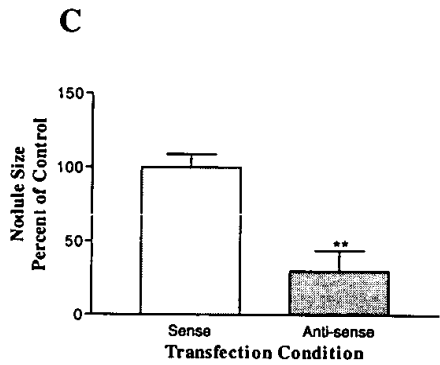 C
150
100
50
0
Nodule Size
Percent of Control
**
Sense Anti-sense
Transfection Condition